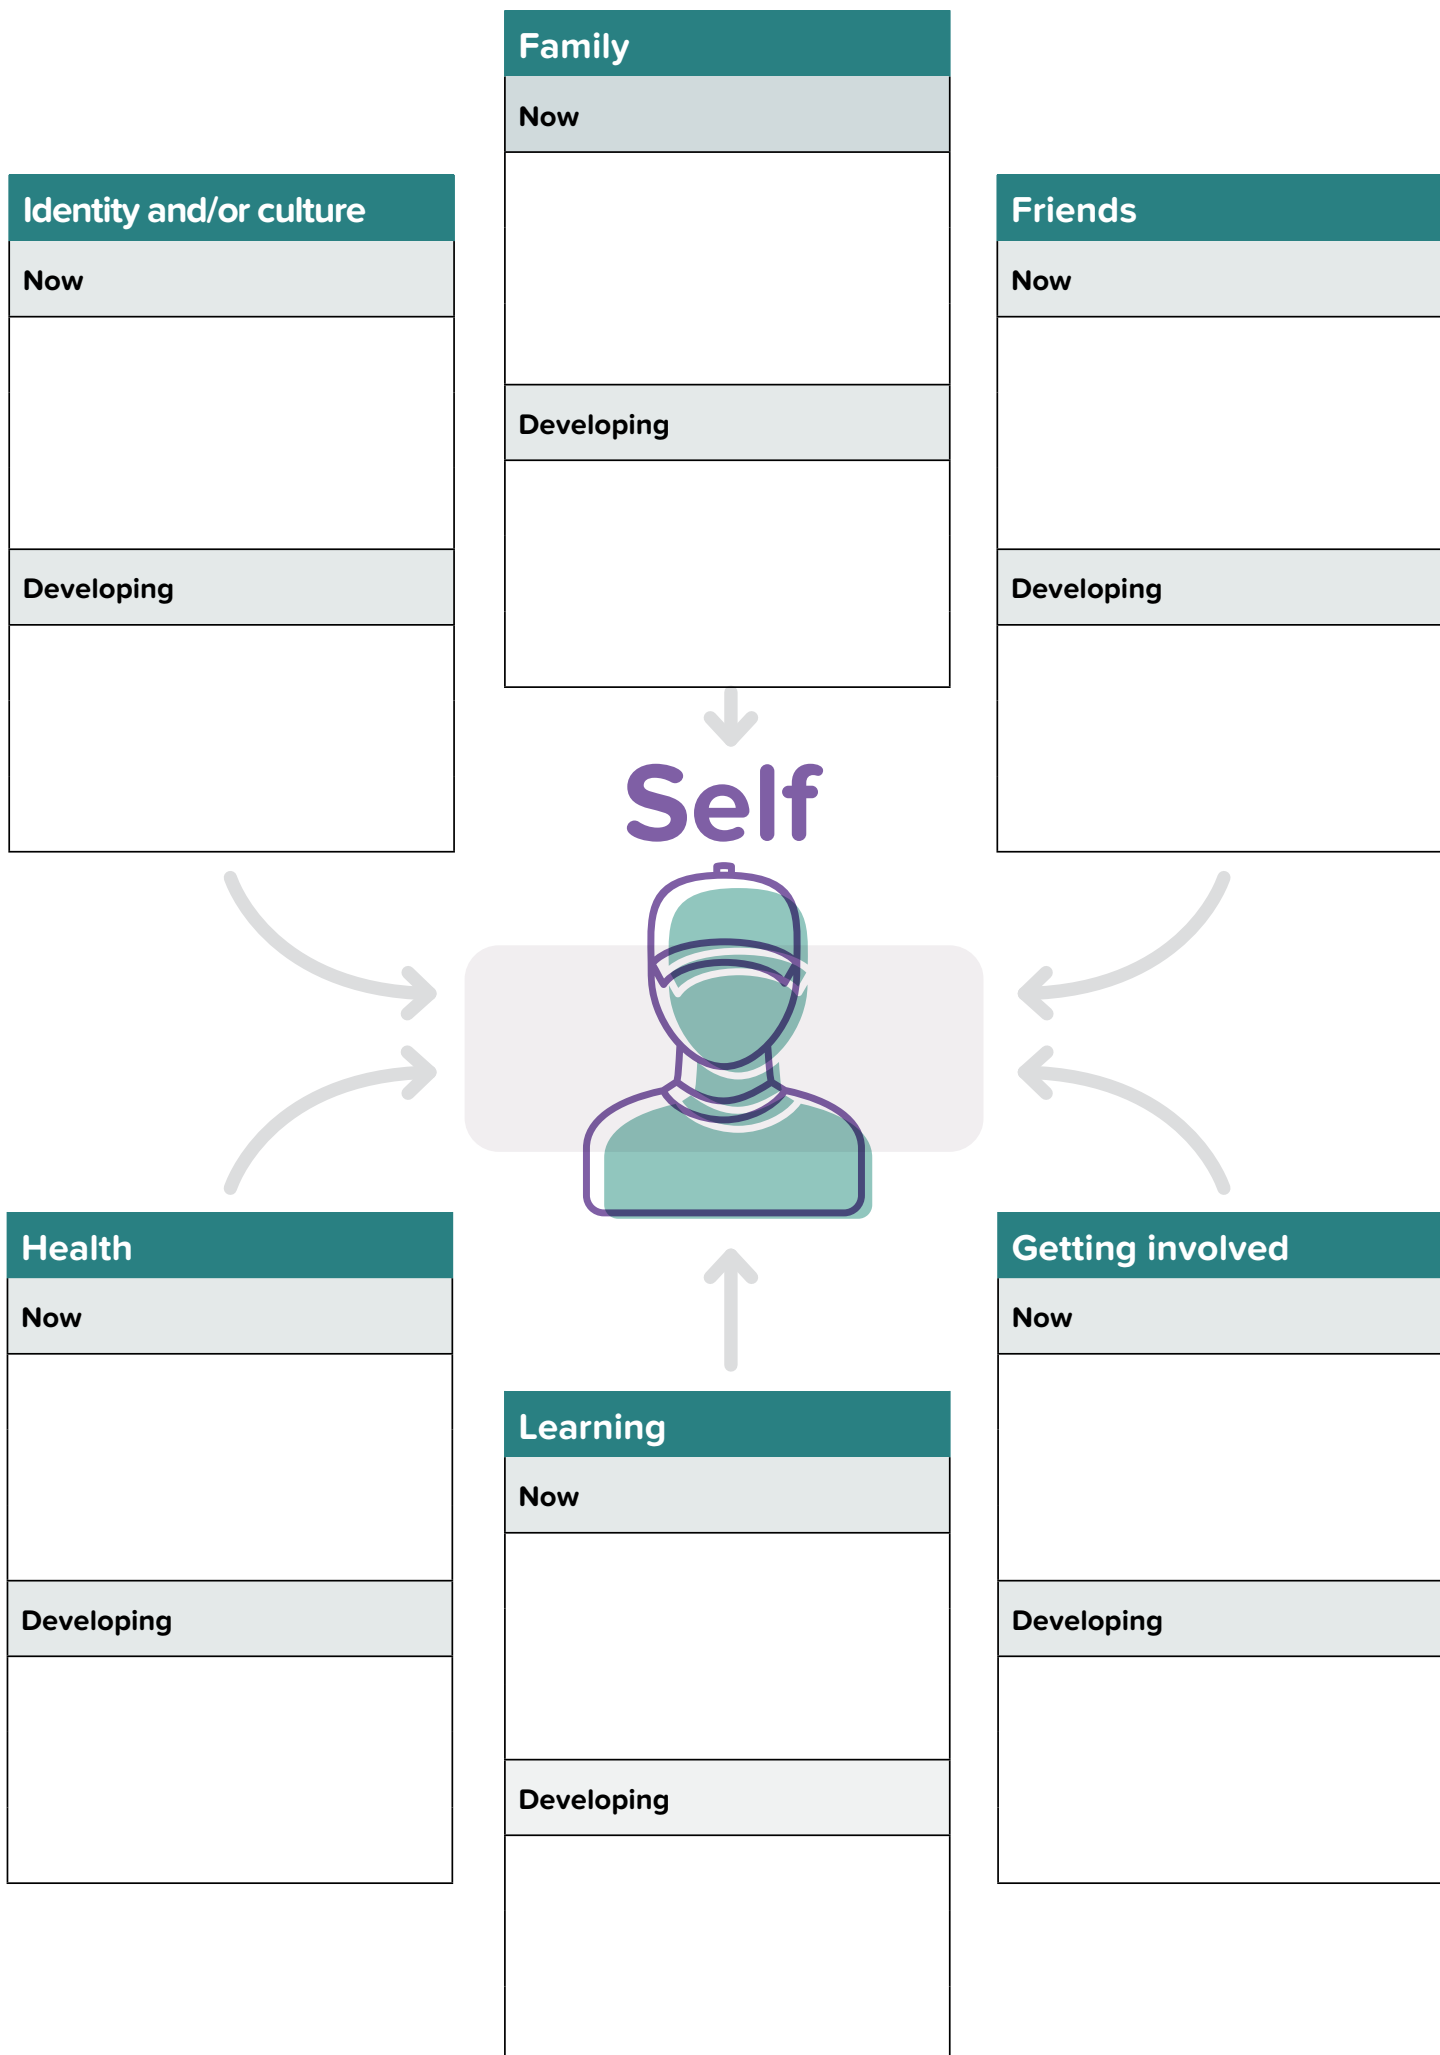 Family
Now
Developing
Identity and/or culture
Now
Developing
Friends
Now
Developing
Self
Health
Now
Developing
Learning
Now
Developing
Getting involved
Now
Developing